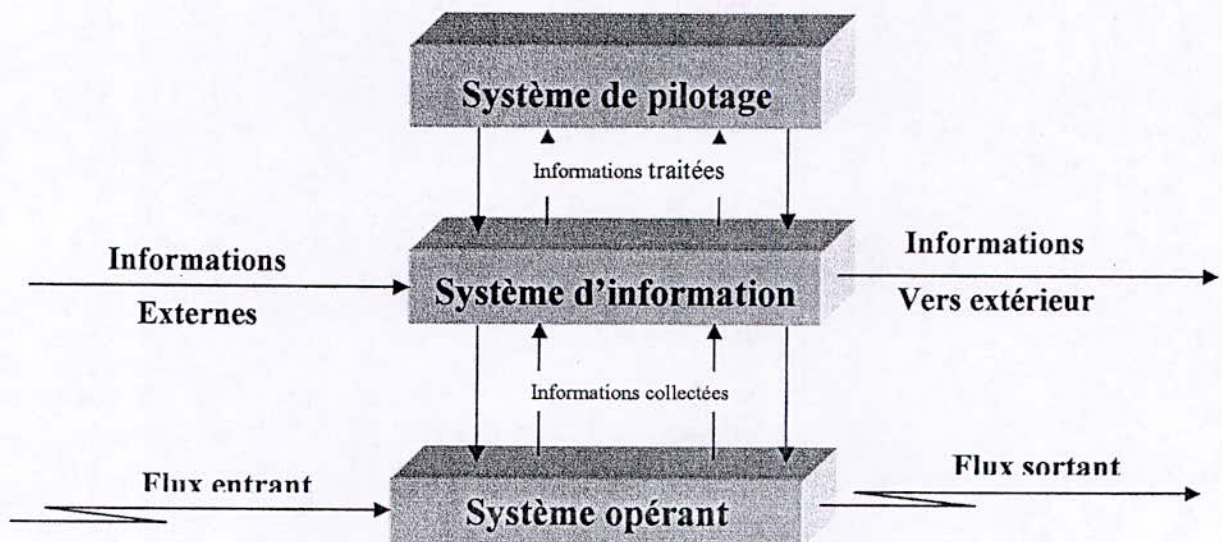 Système de pilotage
Informations traitées
Informations
Externes
Système d'information
Informations
Vers extérieur
Informations collectées
Flux entrant
Système opérant
Flux sortant